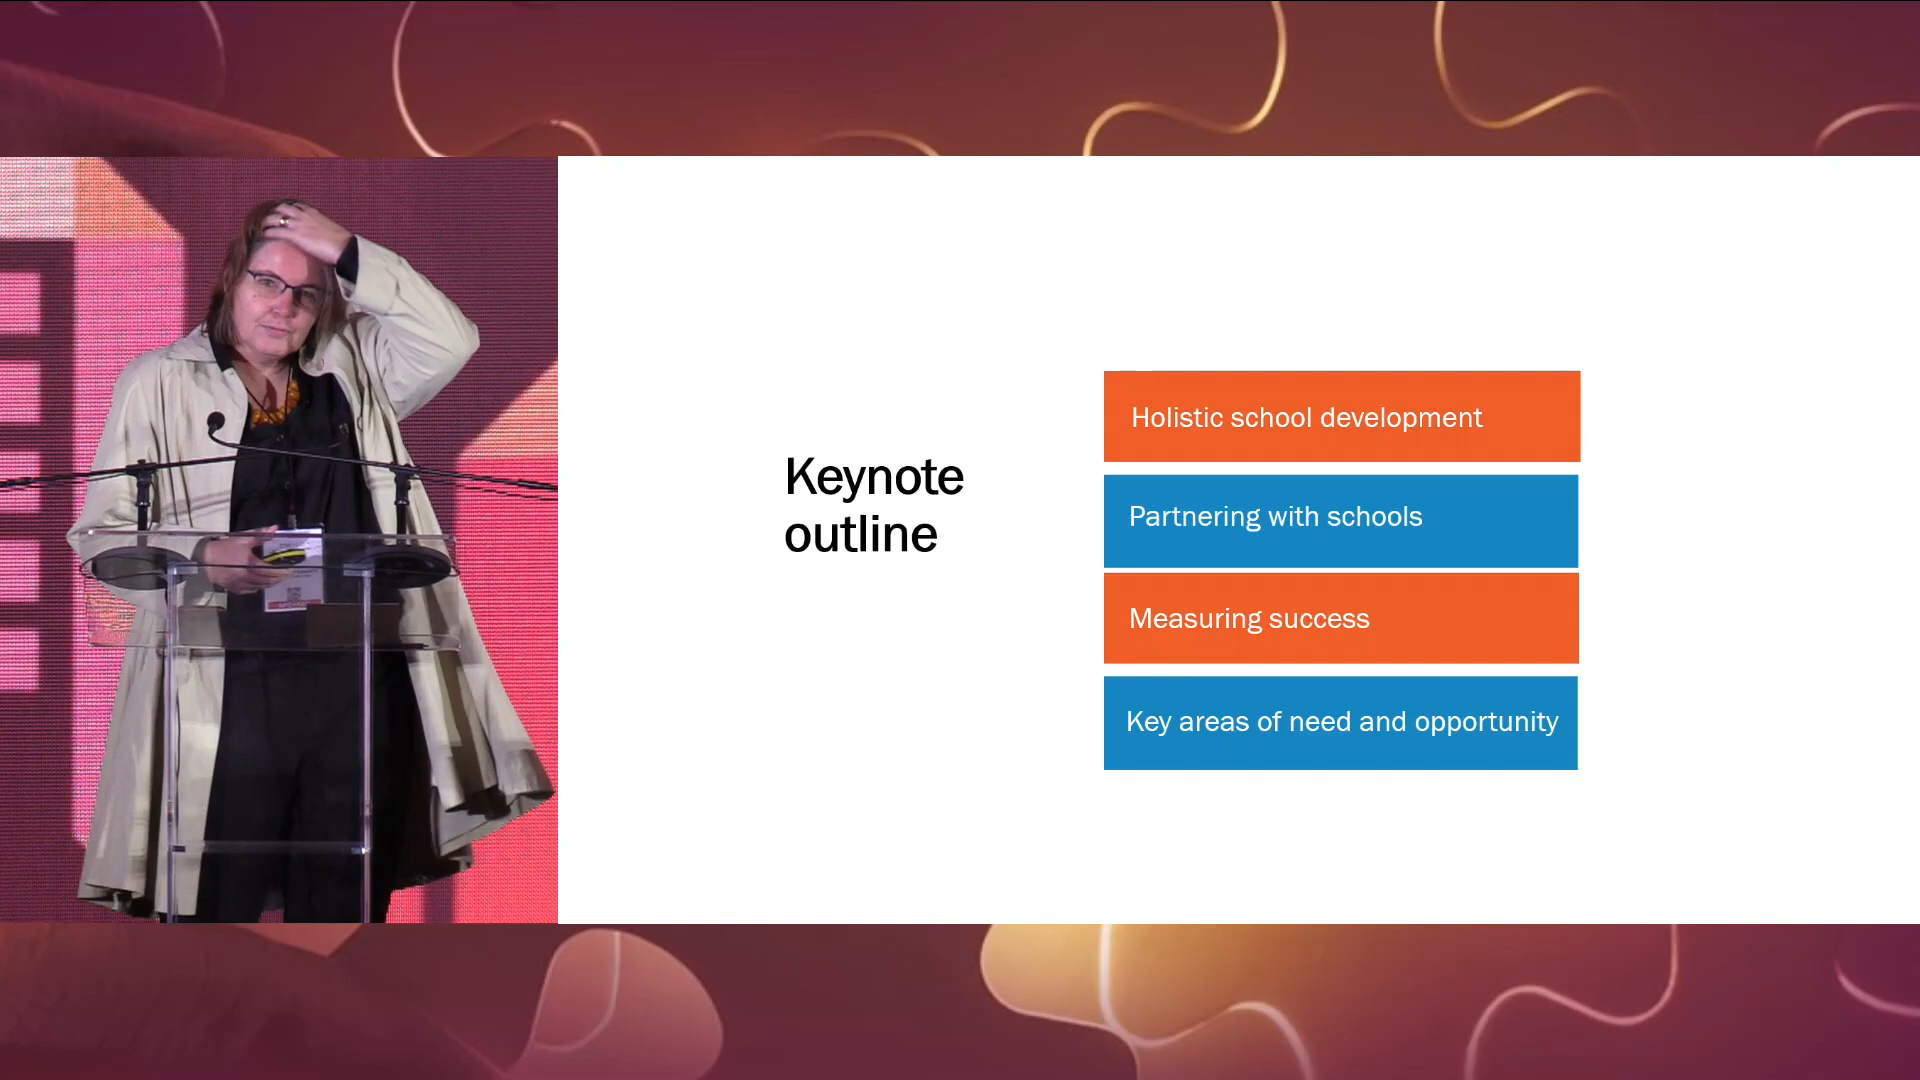 Keynote
outline
Holistic school development
Partnering with schools
Measuring success
Key areas of need and opportunity